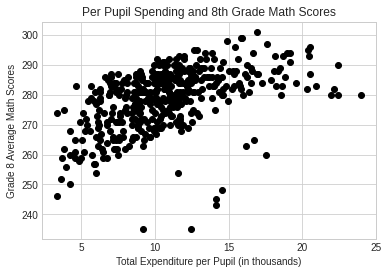 Per Pupil Spending and 8th Grade Math Scores
300
290
280
270
260
250
240
Grade 8 Average Math Scores
5 10 15 20 25
Total Expenditure per Pupil (in thousands)